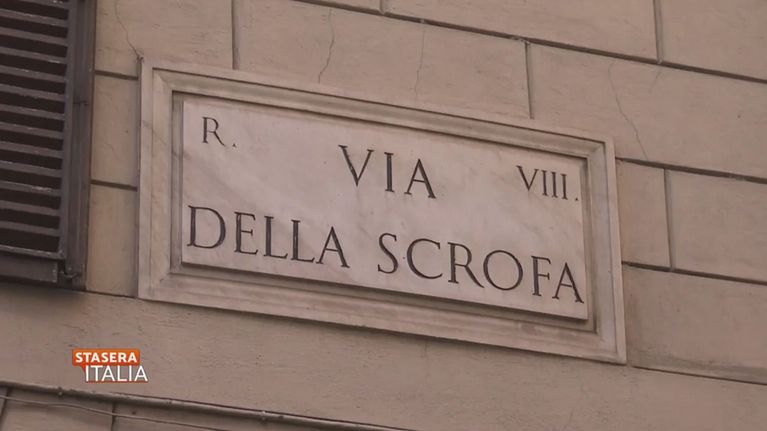 R. VIA VIII.
DELLA SCROFA
STASERA
ITALIA